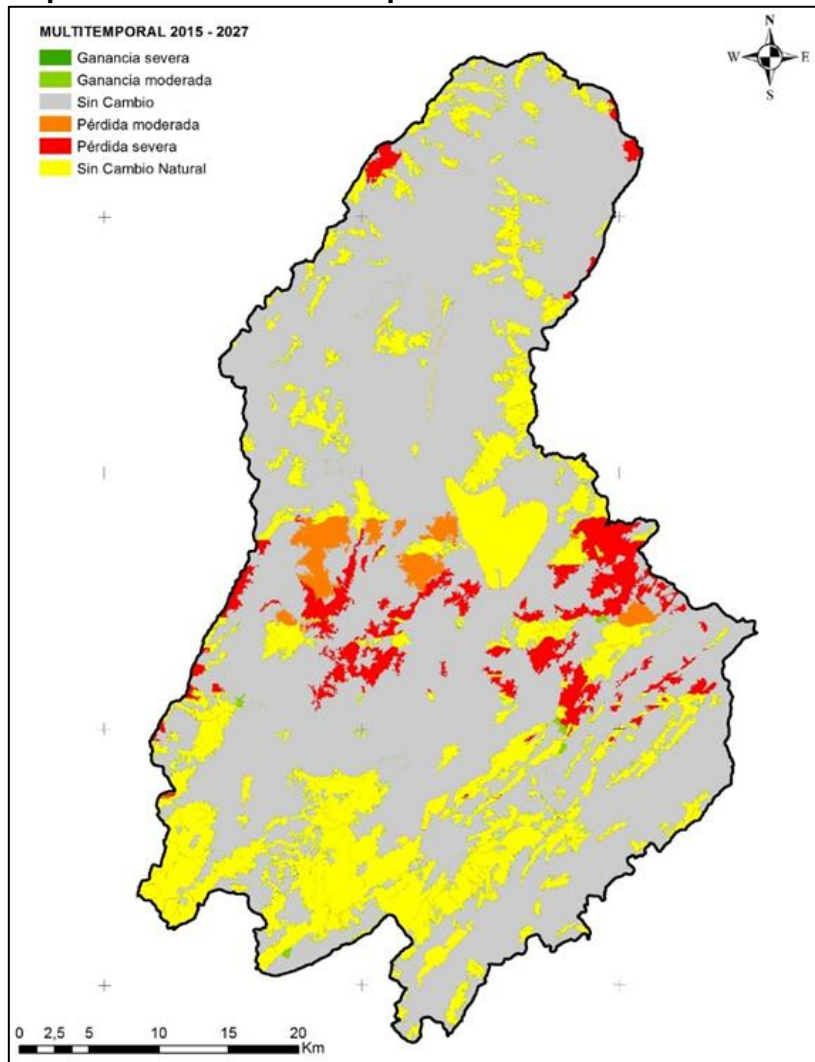 MULTITEMPORAL 2015 - 2027
Ganancia severa
Ganancia moderada
Sin Cambio
Pérdida moderada
Pérdida severa
Sin Cambio Natural
N
W E
S
0 2,5 5 10 15 20
Km